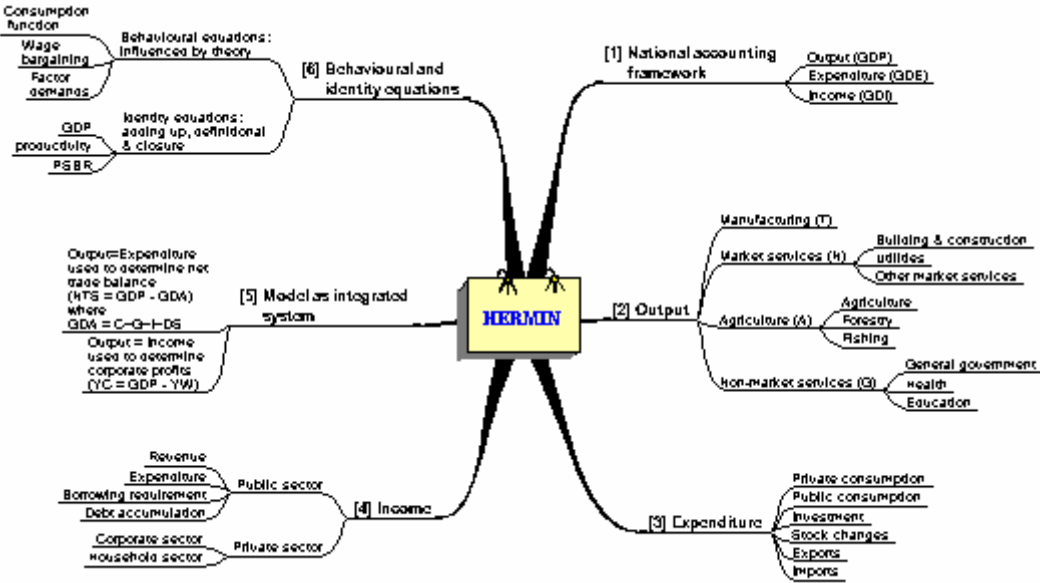 HERMIN
[1] National accounting
framework
Output (GDP)
Expenditure (GDE)
Income (GDI)
[2] Output
Manufacturing (T)
Market services (N)
Building & construction
utilities
Other market services
Agriculture (A)
Agriculture
Forestry
Fishing
Non-market services (G)
General government
Health
Education
[3] Expenditure
Private consumption
Public consumption
Investment
Stock changes
Exports
Imports
[4] Income
Public sector
Revenue
Expenditure
Borrowing requirement
Debt accumulation
Private sector
Corporate sector
Household sector
[5] Model as integrated
system
Output=Expenditure
used to determine net
trade balance
(NTS = GDP - GDA)
where
GDA = C+G+I+DS
Output = Income
used to determine
corporate profits
(YC = GDP - YW)
[6] Behavioural and
identity equations
Behavioural equations:
influenced by theory
Consumption
function
Wage
bargaining
Factor
demands
Identity equations:
adding up, definitional
& closure
GDP
productivity
PSBR